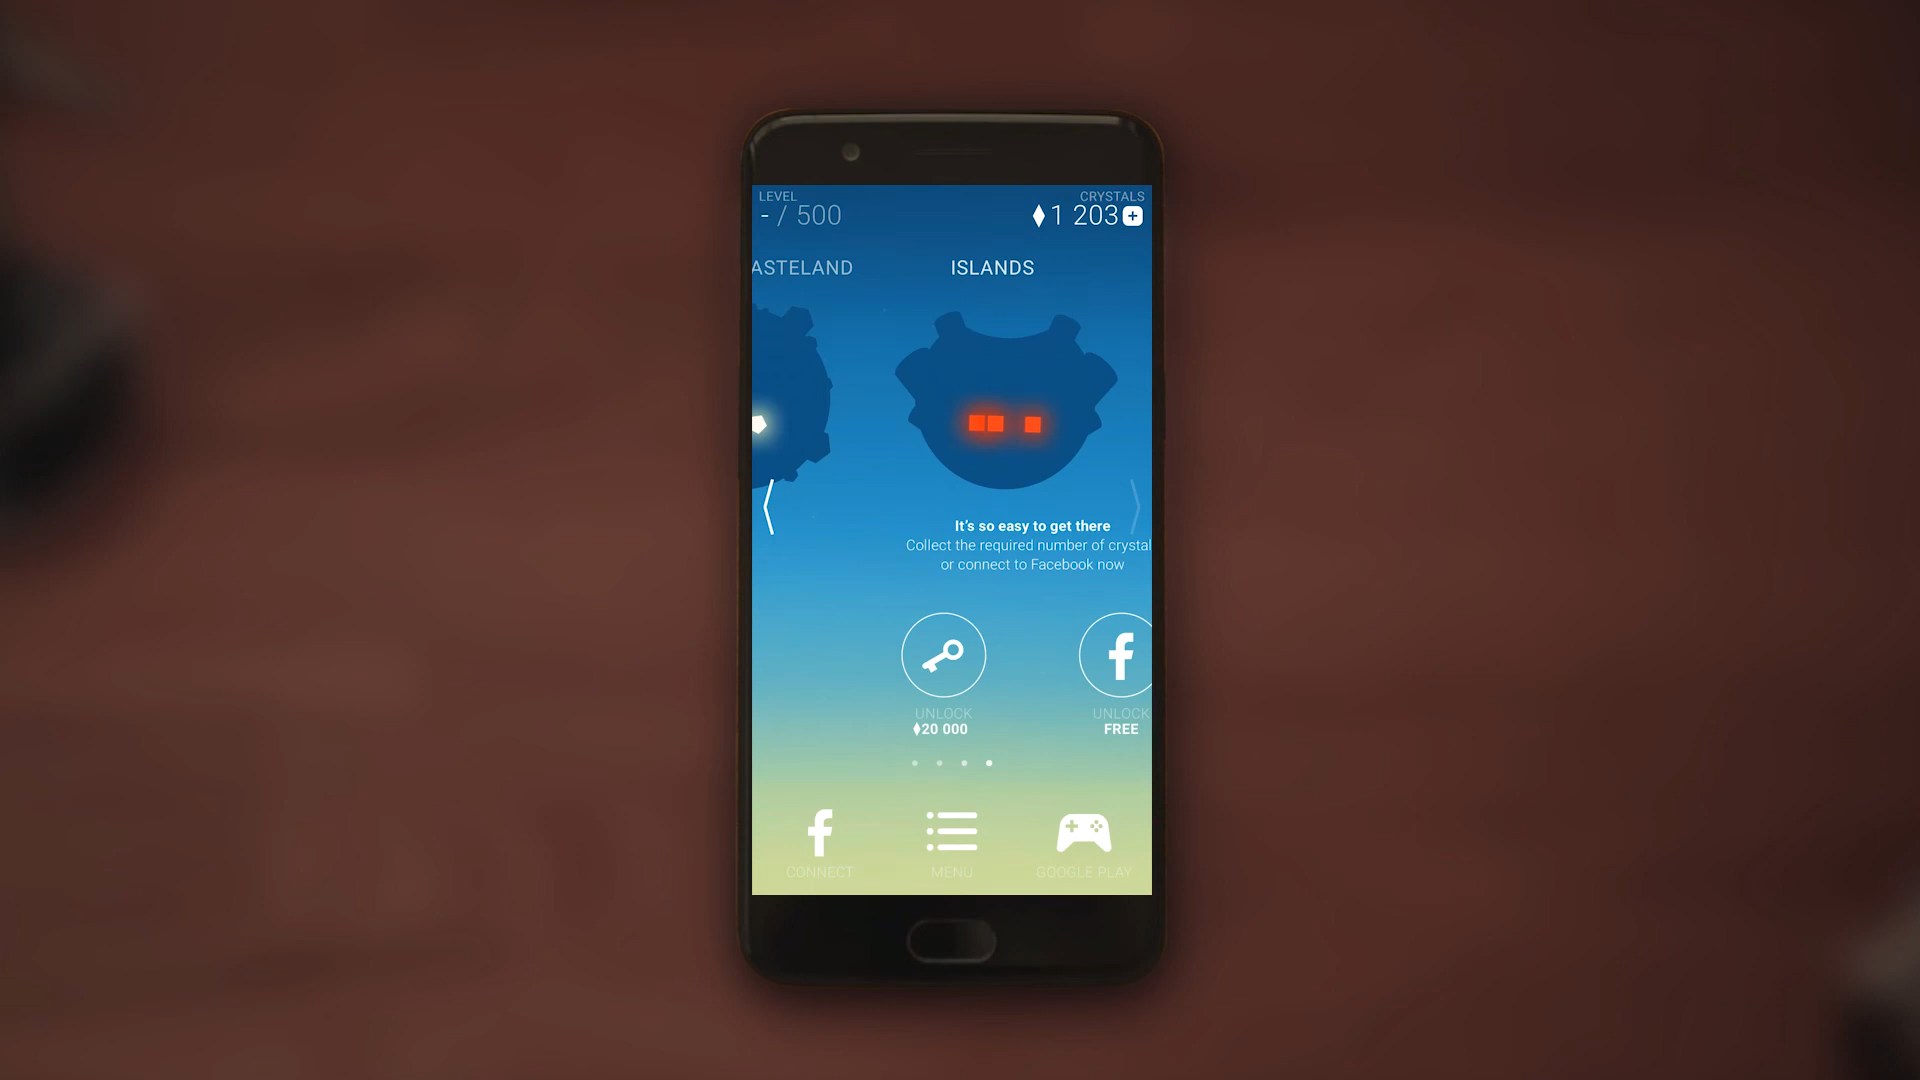 LEVEL
- / 500
CRYSTALS
1 203
ASTELAND
ISLANDS
It's so easy to get there
Collect the required number of crystal
or connect to Facebook now
UNLOCK
20 000
UNLOCK
FREE
CONNECT
MENU
GOOGLE PLAY